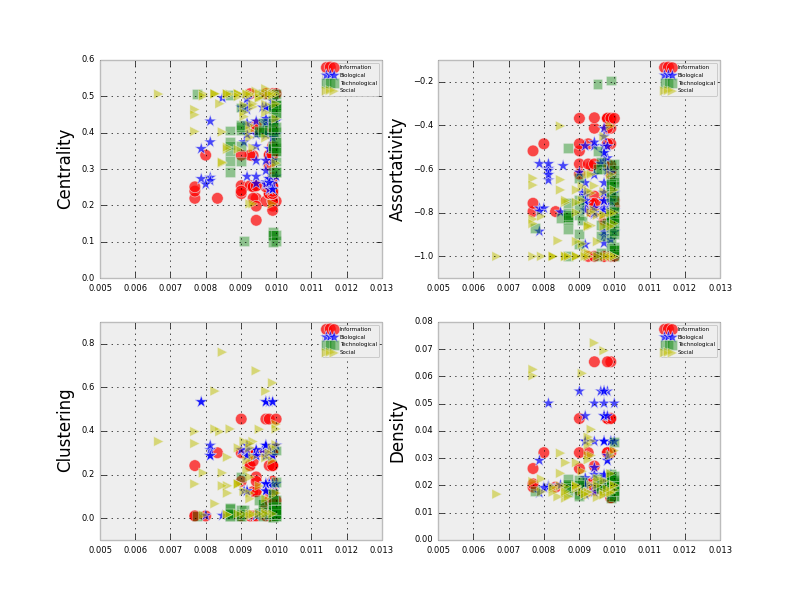 0.6
0.5
0.4
0.3
0.2
0.1
0.0
Centrality
0.005 0.006 0.007 0.008 0.009 0.010 0.011 0.012 0.013
Information
Biological
Technological
Social
−0.2
−0.4
−0.6
−0.8
−1.0
Assortativity
0.005 0.006 0.007 0.008 0.009 0.010 0.011 0.012 0.013
Information
Biological
Technological
Social
0.8
0.6
0.4
0.2
0.0
Clustering
0.005 0.006 0.007 0.008 0.009 0.010 0.011 0.012 0.013
Information
Biological
Technological
Social
0.08
0.07
0.06
0.05
0.04
0.03
0.02
0.01
0.00
Density
0.005 0.006 0.007 0.008 0.009 0.010 0.011 0.012 0.013
Information
Biological
Technological
Social